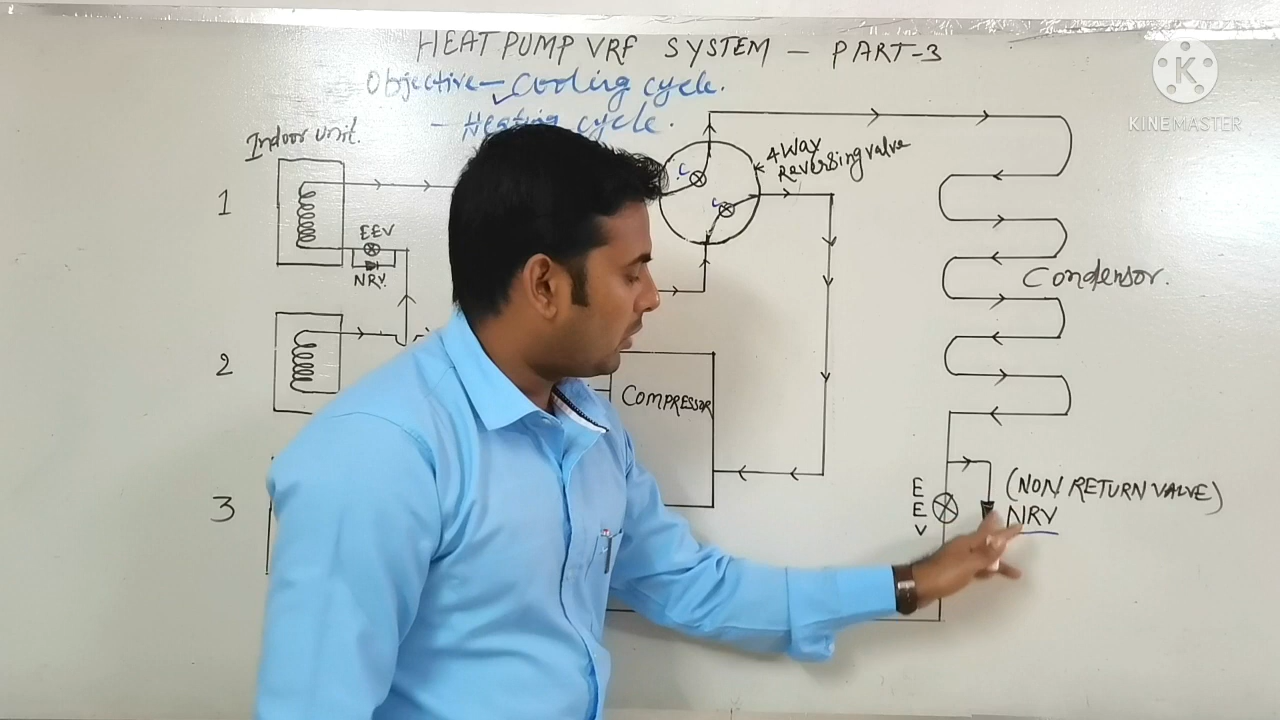 HEAT PUMP VRF SYSTEM - PART-3
Objective - Cooling cycle.
- Heating cycle.
K
KINEMASTER
Indoor unit.
4 WAY
Reversing valve
C
C
1
EEV
NRV.
Condensor.
2
COMPRESSOR
3
E
E
V
(NON RETURN VALVE)
NRV